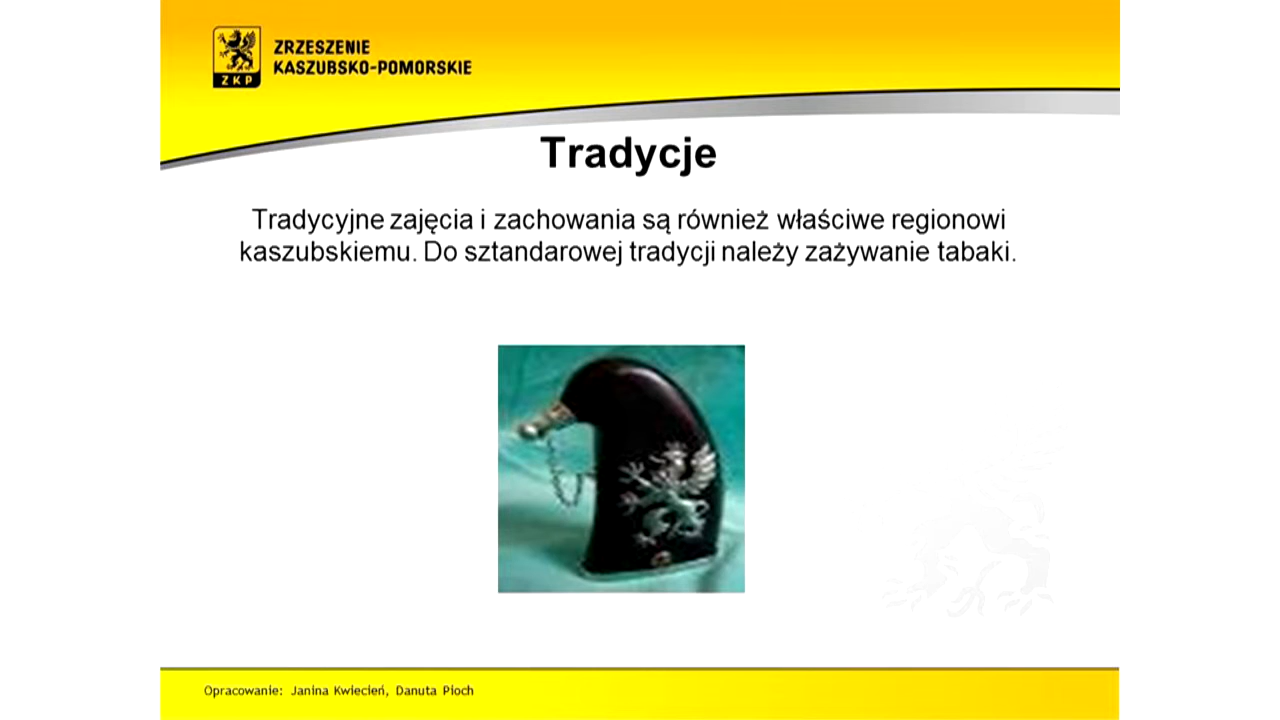 ZKP
ZRZESZENIE
KASZUBSKO-POMORSKIE
Tradycje
Tradycyjne zajęcia i zachowania są również właściwe regionowi
kaszubskiemu. Do sztandarowej tradycji należy zażywanie tabaki.
Opracowanie: Janina Kwiecień, Danuta Pioch